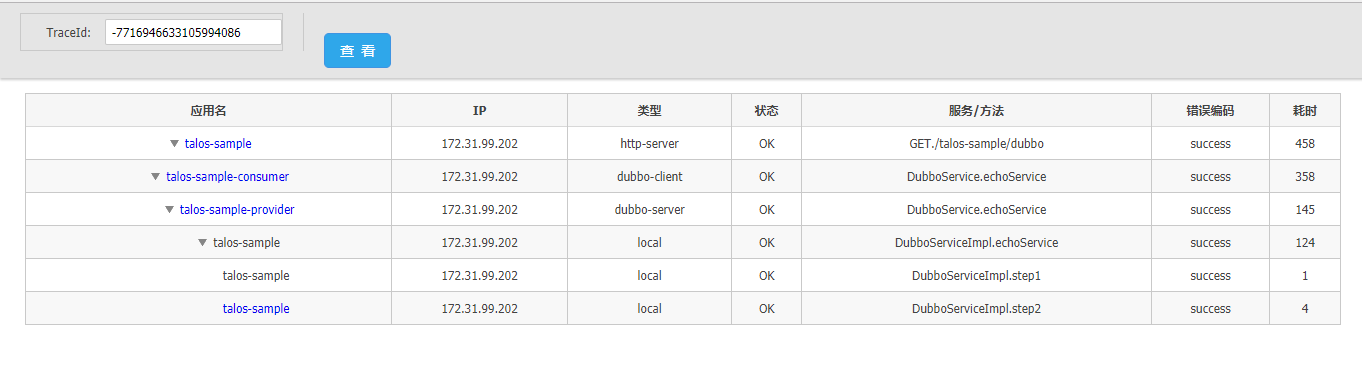 TraceId: -7716946633105994086
查 看
应用名 IP 类型 状态 服务/方法 错误编码 耗时
talos-sample 172.31.99.202 http-server OK GET./talos-sample/dubbo success 458
talos-sample-consumer 172.31.99.202 dubbo-client OK DubboService.echoService success 358
talos-sample-provider 172.31.99.202 dubbo-server OK DubboService.echoService success 145
talos-sample 172.31.99.202 local OK DubboServiceImpl.echoService success 124
talos-sample 172.31.99.202 local OK DubboServiceImpl.step1 success 1
talos-sample 172.31.99.202 local OK DubboServiceImpl.step2 success 4